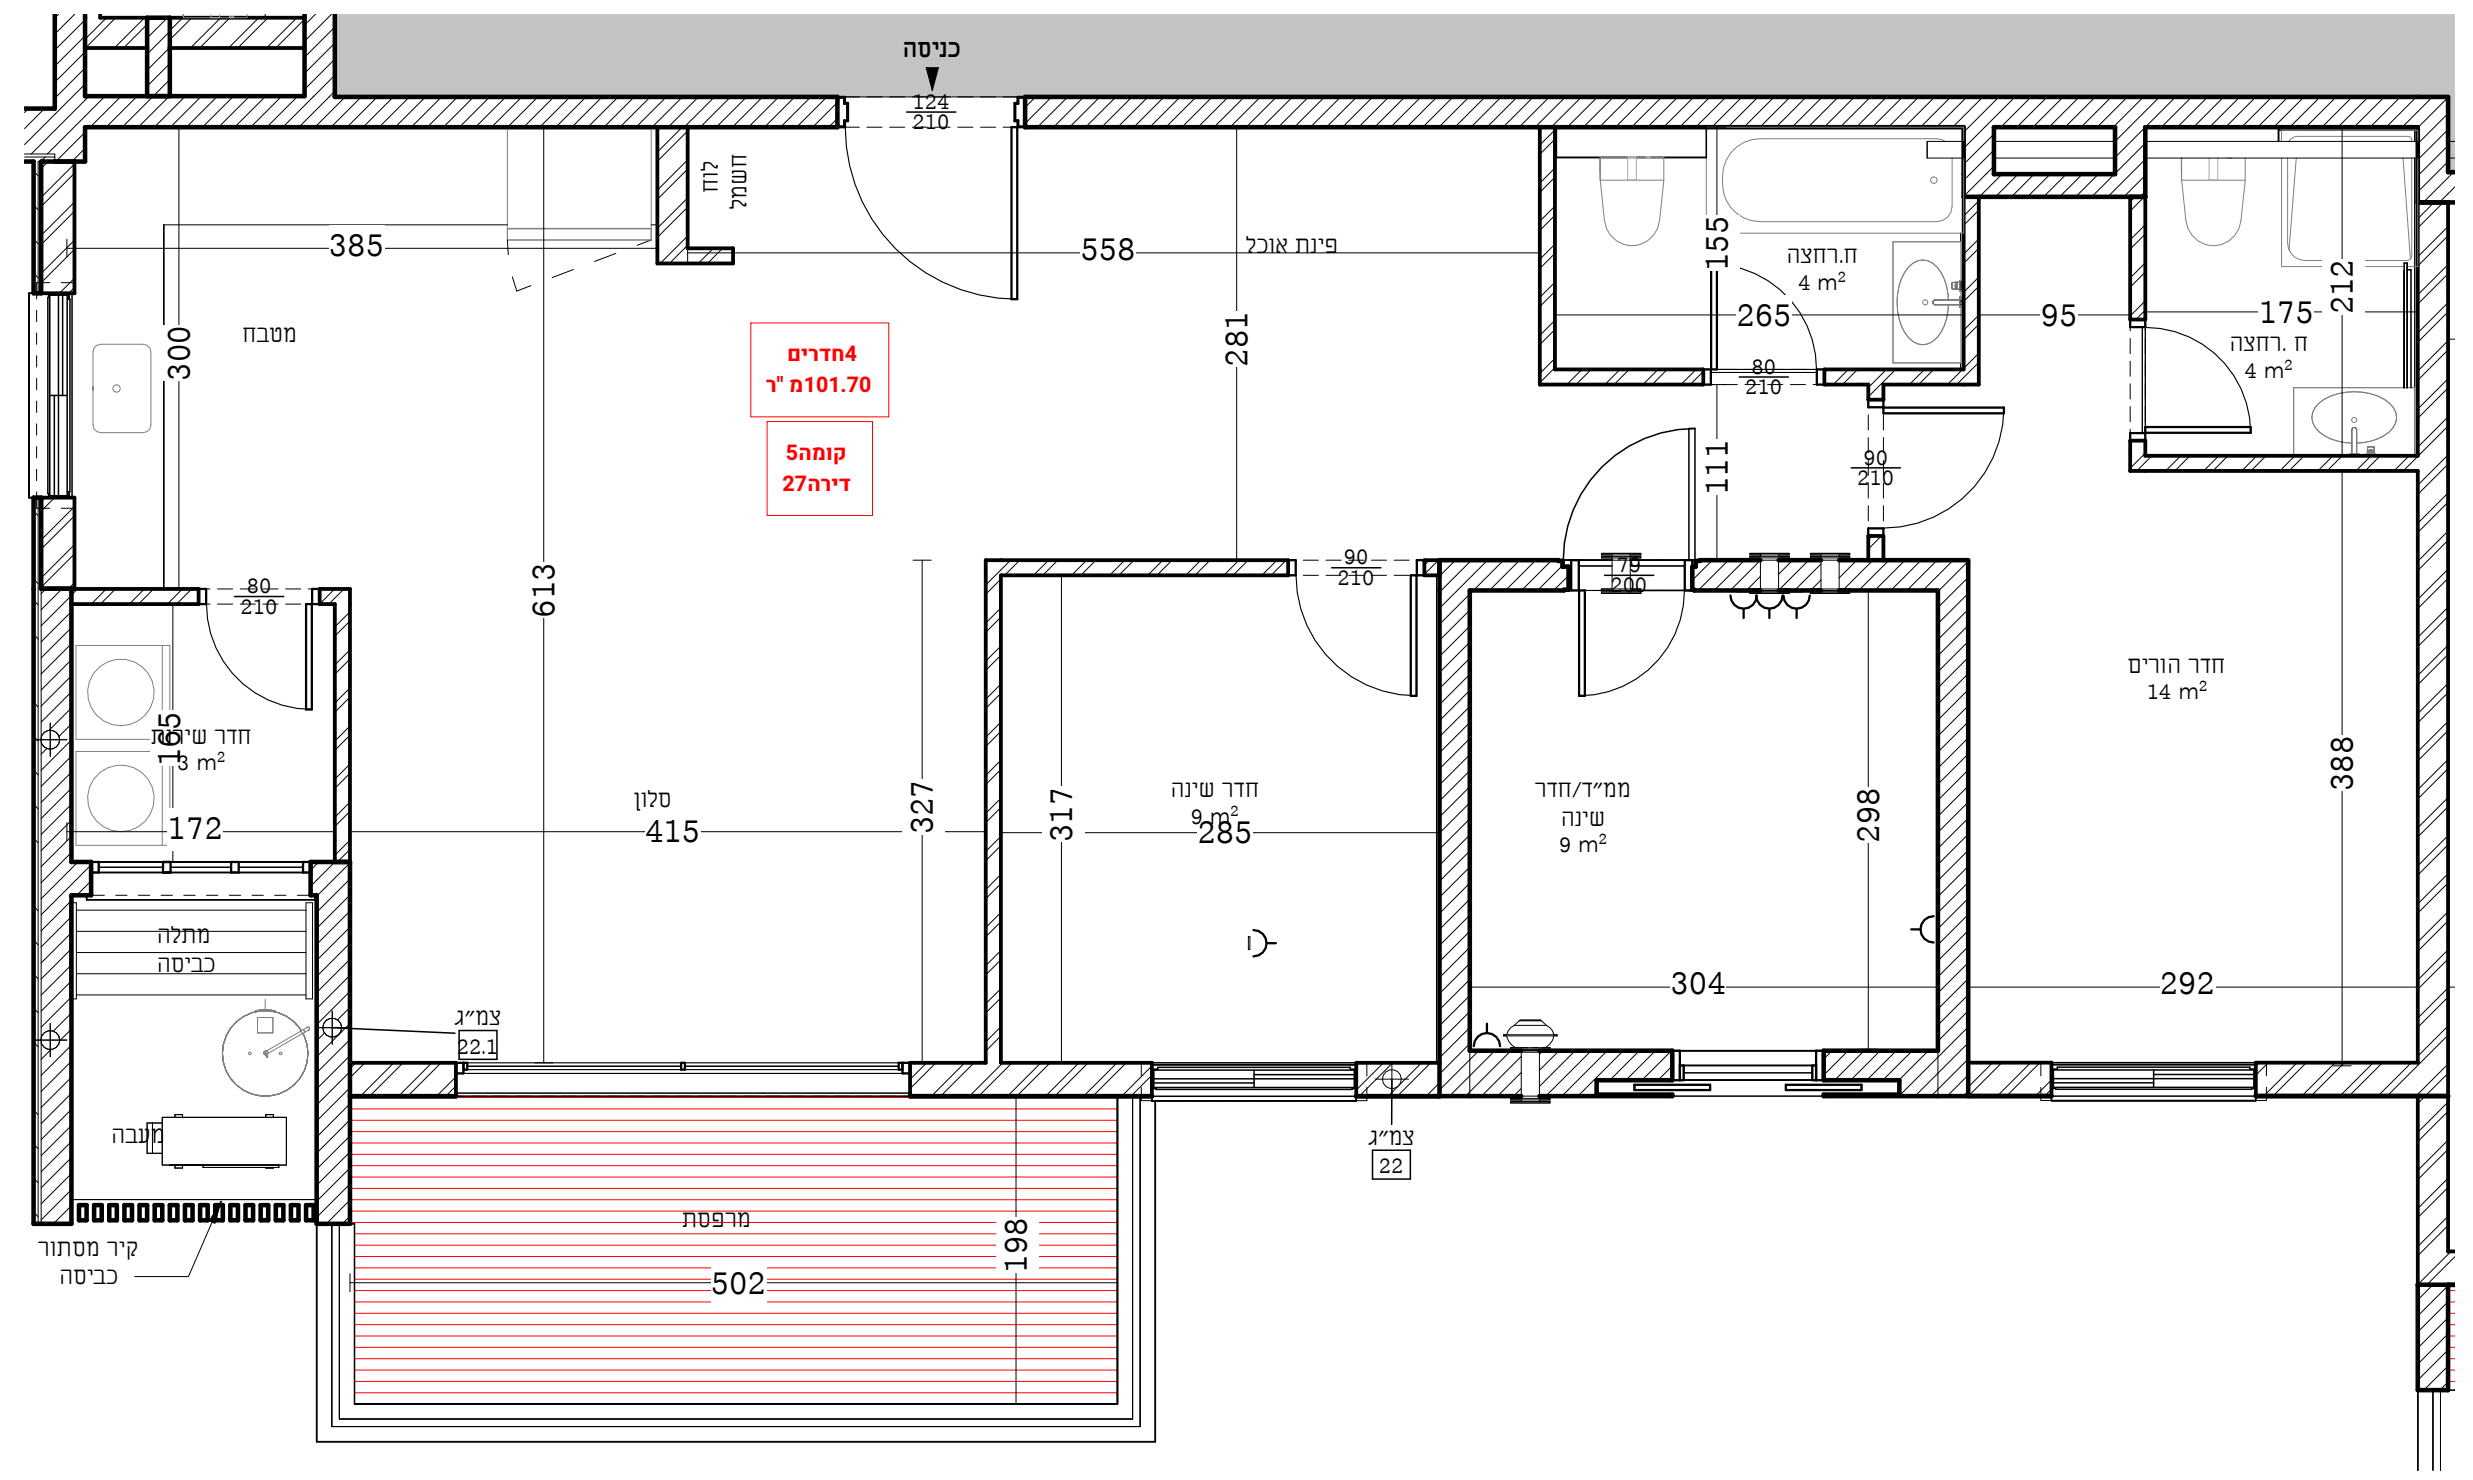 כניסה
124
210
לוח
חשמל
385
558
פינת אוכל
155
ח.רחצה
4 m²
265
95
212
175
ח .רחצה
4 m²
מטבח
300
281
4חדרים
101.70מ "ר
קומה5
דירה27
80
210
111
90
210
90
210
79
200
80
210
613
חדר הורים
14 m²
חדר שירות
3 m²
165
172
סלון
415
327
317
חדר שינה
9 m²
285
ממ״ד/חדר
שינה
9 m²
298
388
304
292
מתלה
כביסה
צמ״ג
22.1
מעבה
צמ״ג
22
מרפסת
198
502
קיר מסתור
כביסה